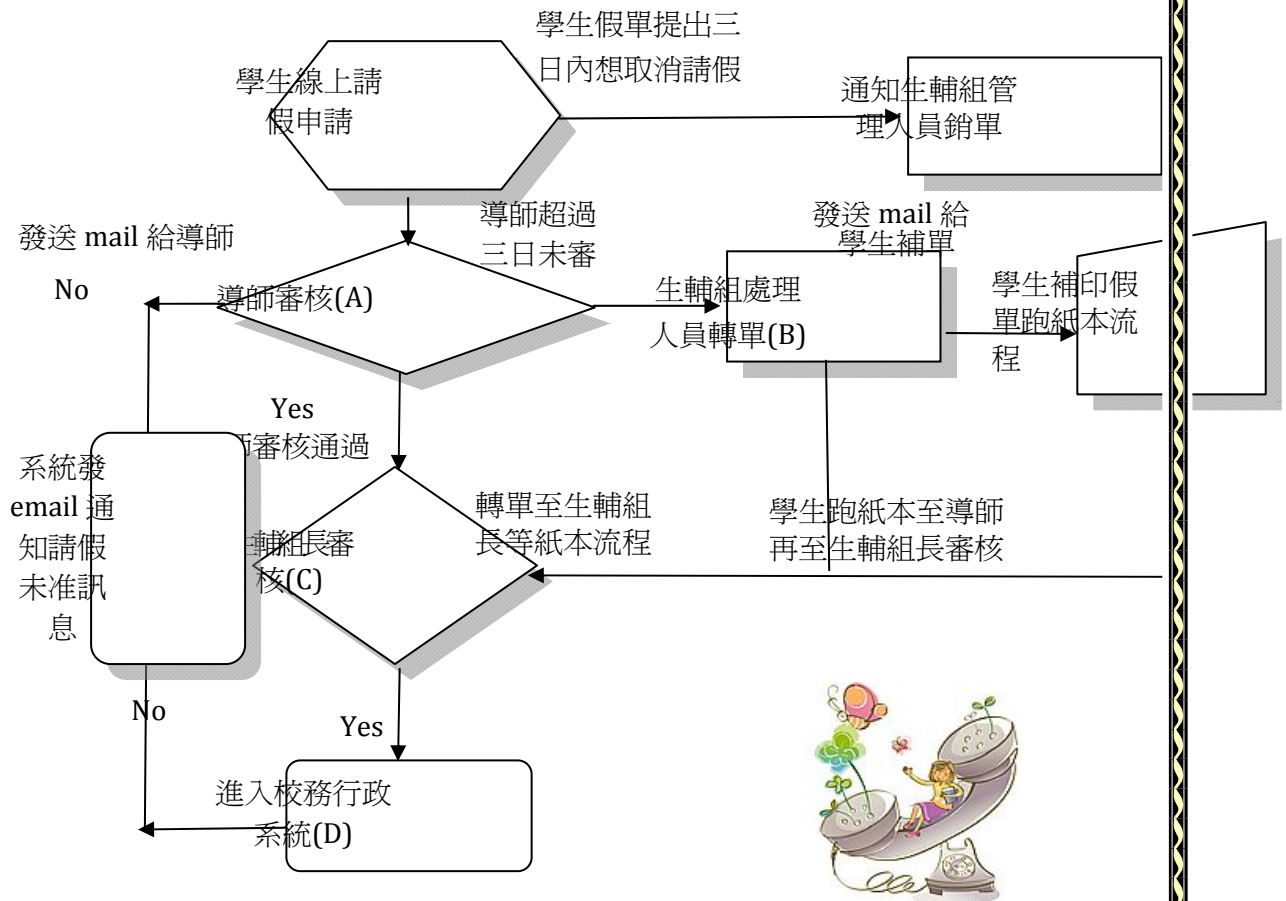 學生假單提出三
日內想取消請假
學生線上請
假申請
通知生輔組管
理人員銷單
發送 mail 給導師
導師超過
三日未審
發送 mail 給
學生補單
No
導師審核(A)
生輔組處理
人員轉單(B)
學生補印假
單跑紙本流
程
Yes
師審核通過
系統發
email 通
知請假
未准訊
息
輔組長審
核(C)
轉單至生輔組
長等紙本流程
學生跑紙本至導師
再至生輔組長審核
No
Yes
進入校務行政
系統(D)